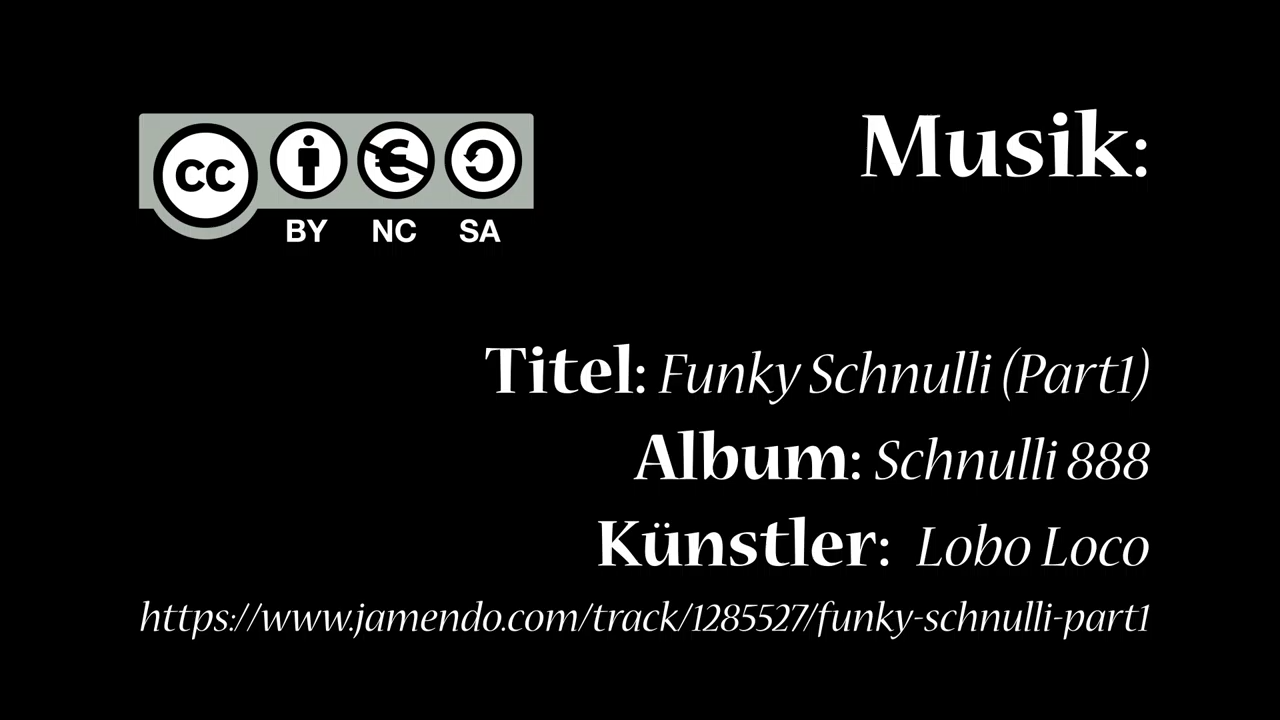 Musik:
cc
BY NC SA
Titel: Funky Schnulli (Part1)
Album: Schnulli 888
Künstler: Lobo Loco
https://www.jamendo.com/track/1285527/funky-schnulli-part1